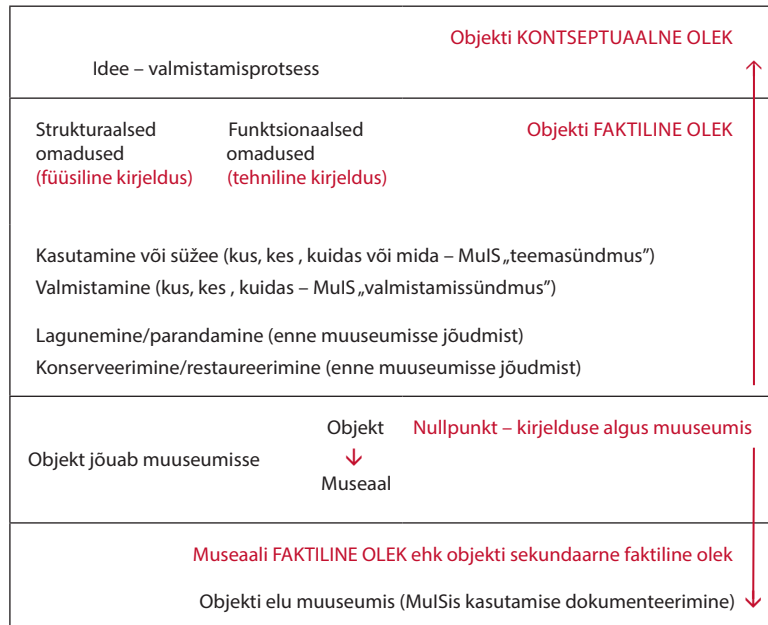 Objekti KONTSEPTUAALNE OLEK
Idee – valmistamisprotsess
Objekti FAKTILINE OLEK
Strukturaalsed
omadused
(füüsiline kirjeldus)
Funktsionaalsed
omadused
(tehniline kirjeldus)
Kasutamine või süžee (kus, kes , kuidas või mida – MuIS „teemasündmus”)
Valmistamine (kus, kes , kuidas – MuIS „valmistamissündmus”)
Lagunemine/parandamine (enne muuseumisse jõudmist)
Konserveerimine/restaureerimine (enne muuseumisse jõudmist)
Objekt jõuab muuseumisse
Objekt
Museaal
Nullpunkt – kirjelduse algus muuseumis
Museaali FAKTILINE OLEK ehk objekti sekundaarne faktiline olek
Objekti elu muuseumis (MuISis kasutamise dokumenteerimine)